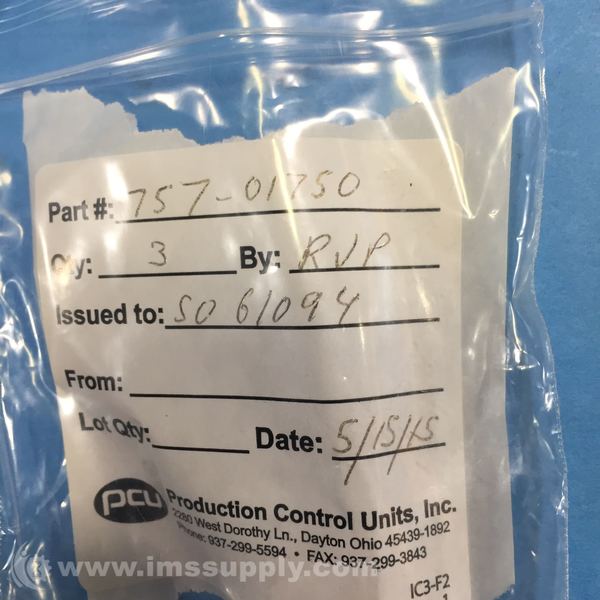 Part #: 757-01750
Qty: 3 By: RVP
Issued to: SO 61094
From:
Lot Qty: Date: 5/15/15
pcu Production Control Units, Inc.
2280 West Dorothy Ln., Dayton Ohio 45439-1892
Phone: 937-299-5594 • FAX: 937-299-3843
IC3-F2
www.imssupply.com